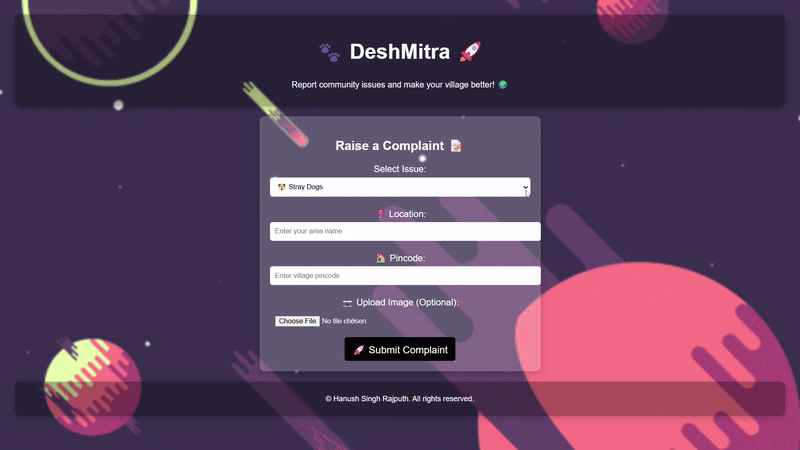 🐾 DeshMitra 🚀
Report community issues and make your village better! 🌍
Raise a Complaint 📝
Select Issue:
🐶 Stray Dogs
📍 Location:
Enter your area name
🏡 Pincode:
Enter village pincode
📷 Upload Image (Optional):
Choose File No file chosen
🚀 Submit Complaint
© Hanush Singh Rajputh. All rights reserved.